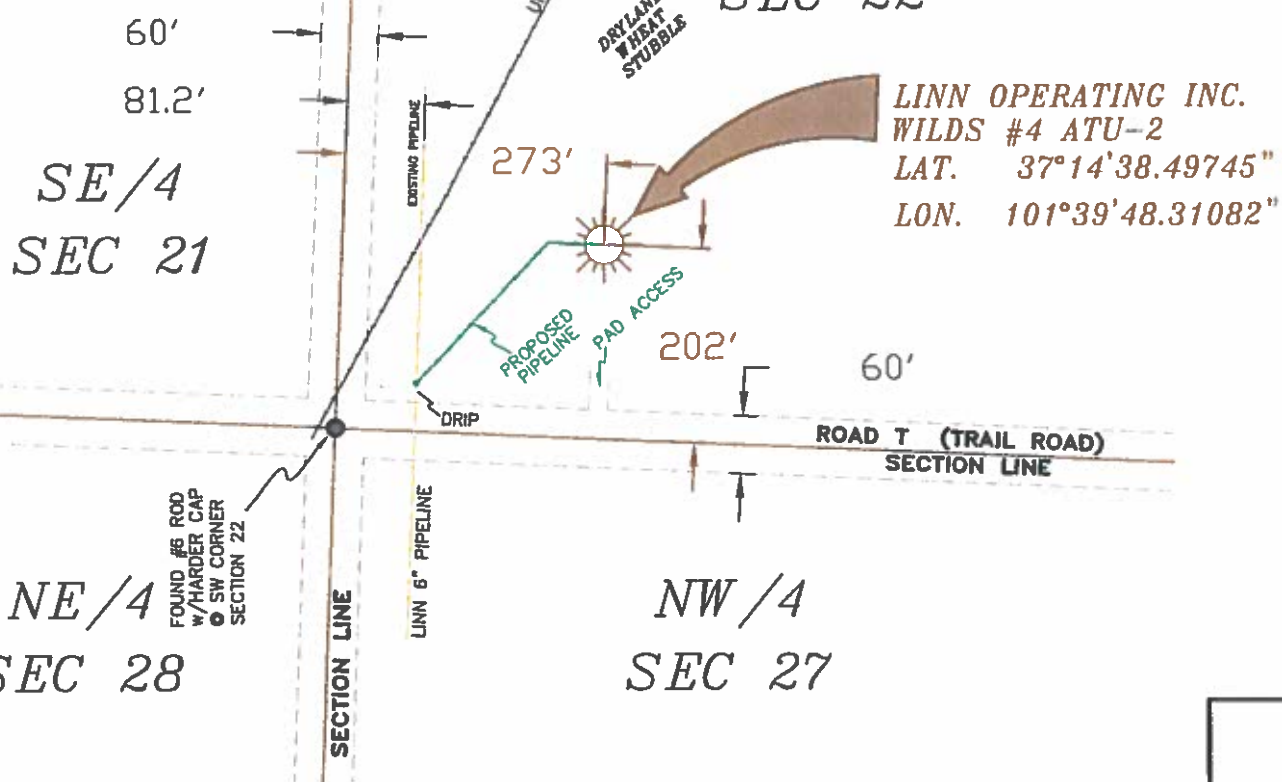 SEC 22
60'
DRYLAND
WHEAT
STUBBLE
81.2'
LINN OPERATING INC.
WILDS #4 ATU-2
LAT. 37°14'38.49745"
LON. 101°39'48.31082"
EXISTING PIPELINE
273'
SE/4
SEC 21
PROPOSED
PIPELINE
PAD ACCESS
202'
60'
DRIP
ROAD T (TRAIL ROAD)
SECTION LINE
FOUND #6 ROD
W/HARDER CAP
@ SW CORNER
SECTION 22
LINN 6" PIPELINE
NE/4
SEC 28
SECTION LINE
NW/4
SEC 27